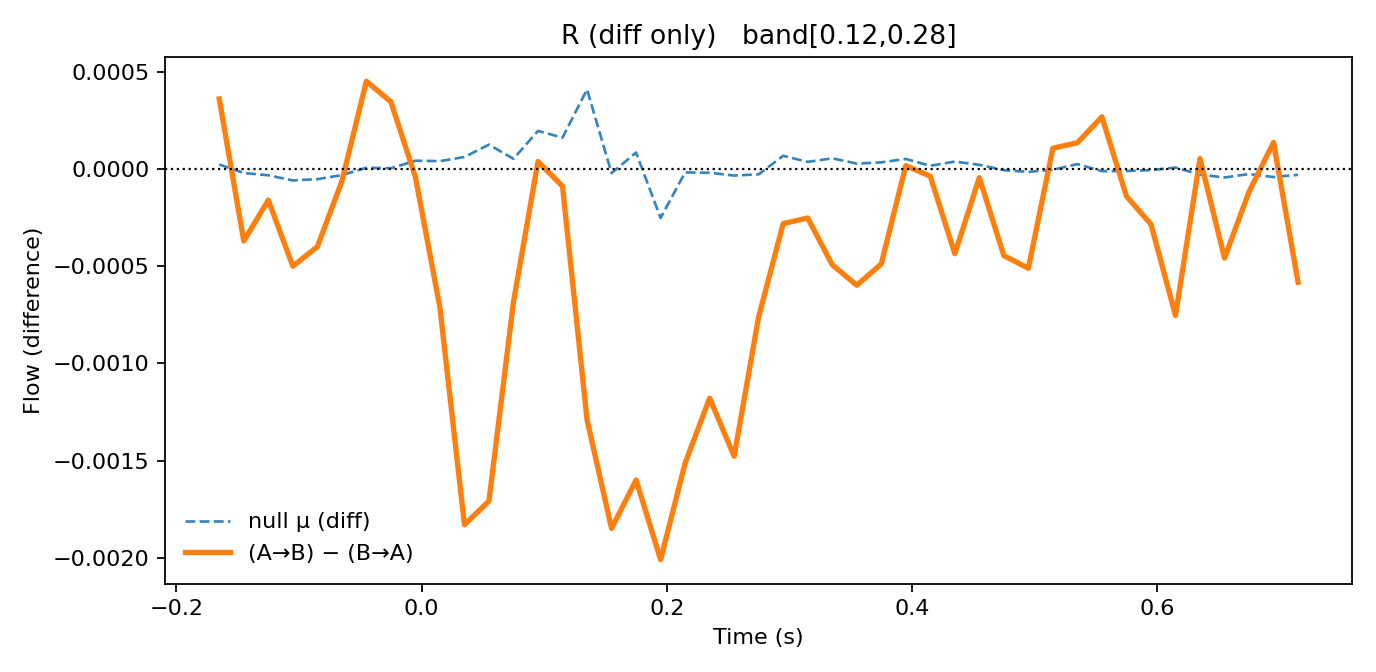 R (diff only)   band[0.12,0.28]
Flow (difference)
0.0005
0.0000
−0.0005
−0.0010
−0.0015
−0.0020
null μ (diff)
(A→B) − (B→A)
−0.2
0.0
0.2
0.4
0.6
Time (s)